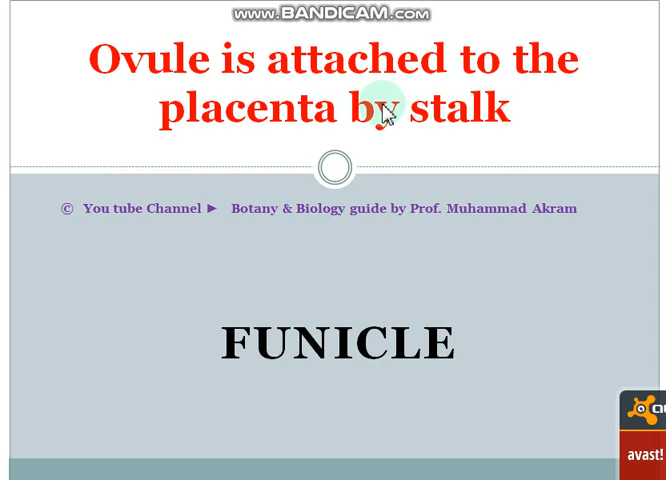 www.BANDICAM.com
Ovule is attached to the
placenta by stalk
© You tube Channel ► Botany & Biology guide by Prof. Muhammad Akram
FUNICLE
avast!